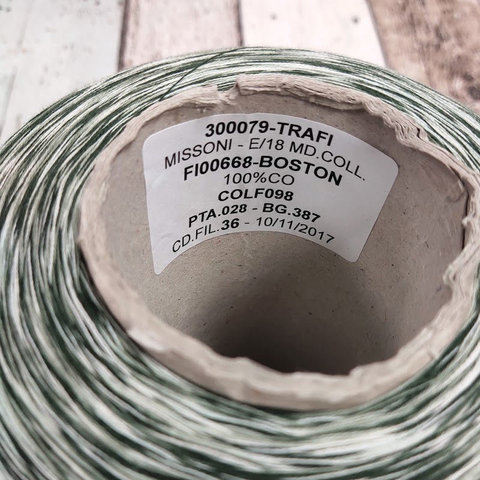 300079-TRAFI
MISSONI - E/18 MD.COLL.
FI00668-BOSTON
100%CO
COLF098
PTA.028 - BG.387
CD.FIL.36 - 10/11/2017